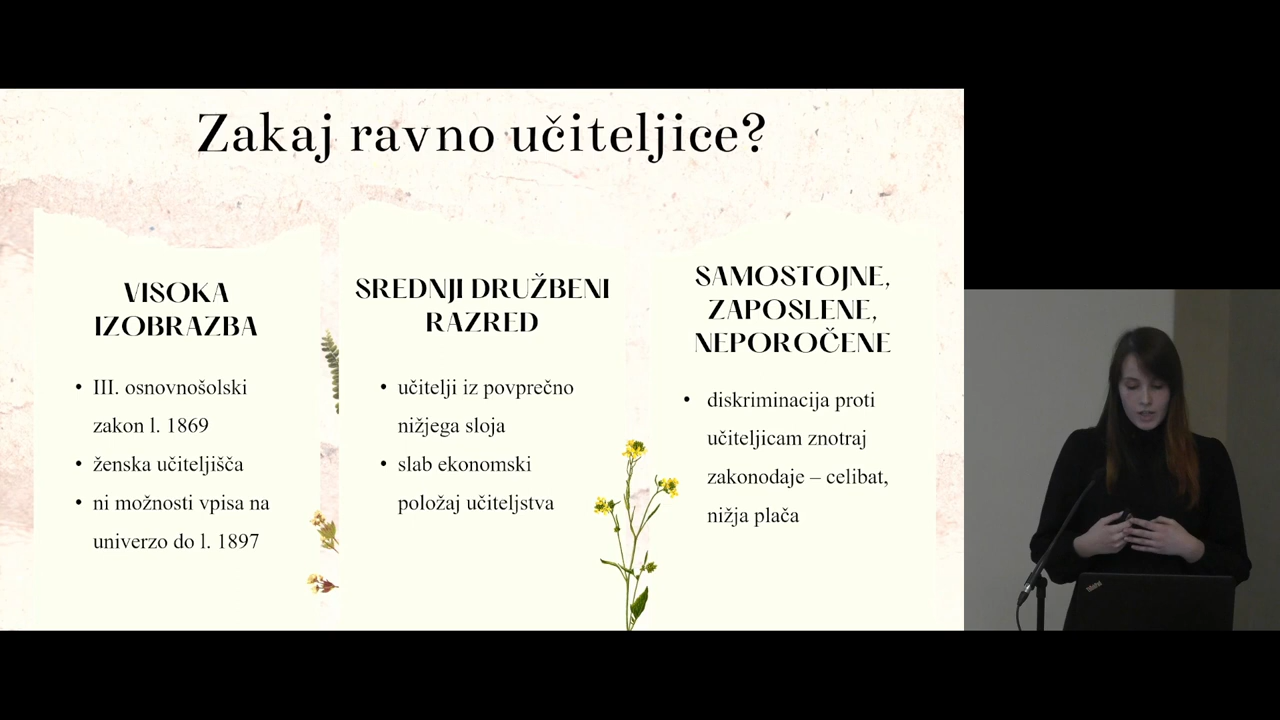 Zakaj ravno učiteljice?
VISOKA
IZOBRAZBA
• III. osnovnošolski
zakon l. 1869
• ženska učiteljišča
• ni možnosti vpisa na
univerzo do l. 1897
SREDNJI DRUŽBENI
RAZRED
• učitelji iz povprečno
nižjega sloja
• slab ekonomski
položaj učiteljstva
SAMOSTOJNE,
ZAPOSLENE,
NEPOROČENE
• diskriminacija proti
učiteljicam znotraj
zakonodaje – celibat,
nižja plača
ThinkPad